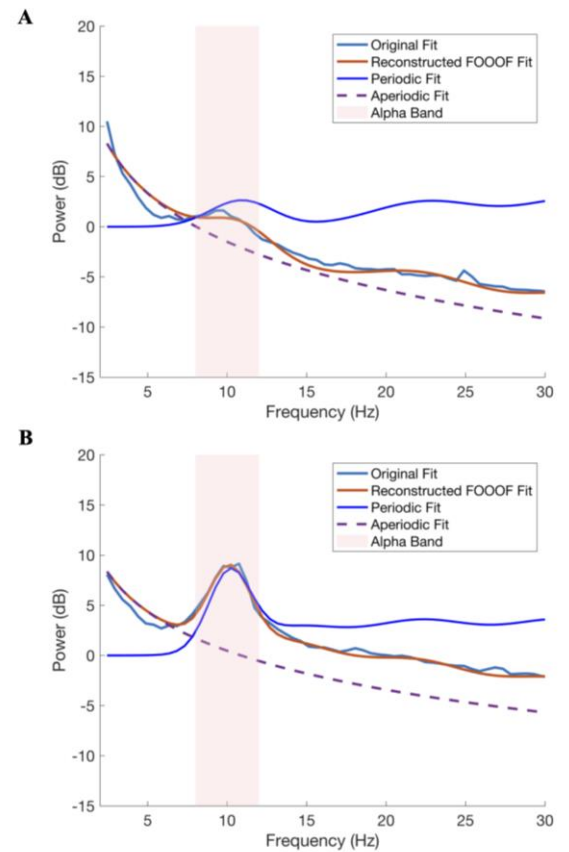 A
20
15
10
5
0
-5
-10
-15
Power (dB)
5 10 15 20 25 30
Frequency (Hz)
Original Fit
Reconstructed FOOOF Fit
Periodic Fit
Aperiodic Fit
Alpha Band
B
20
15
10
5
0
-5
-10
-15
Power (dB)
5 10 15 20 25 30
Frequency (Hz)
Original Fit
Reconstructed FOOOF Fit
Periodic Fit
Aperiodic Fit
Alpha Band